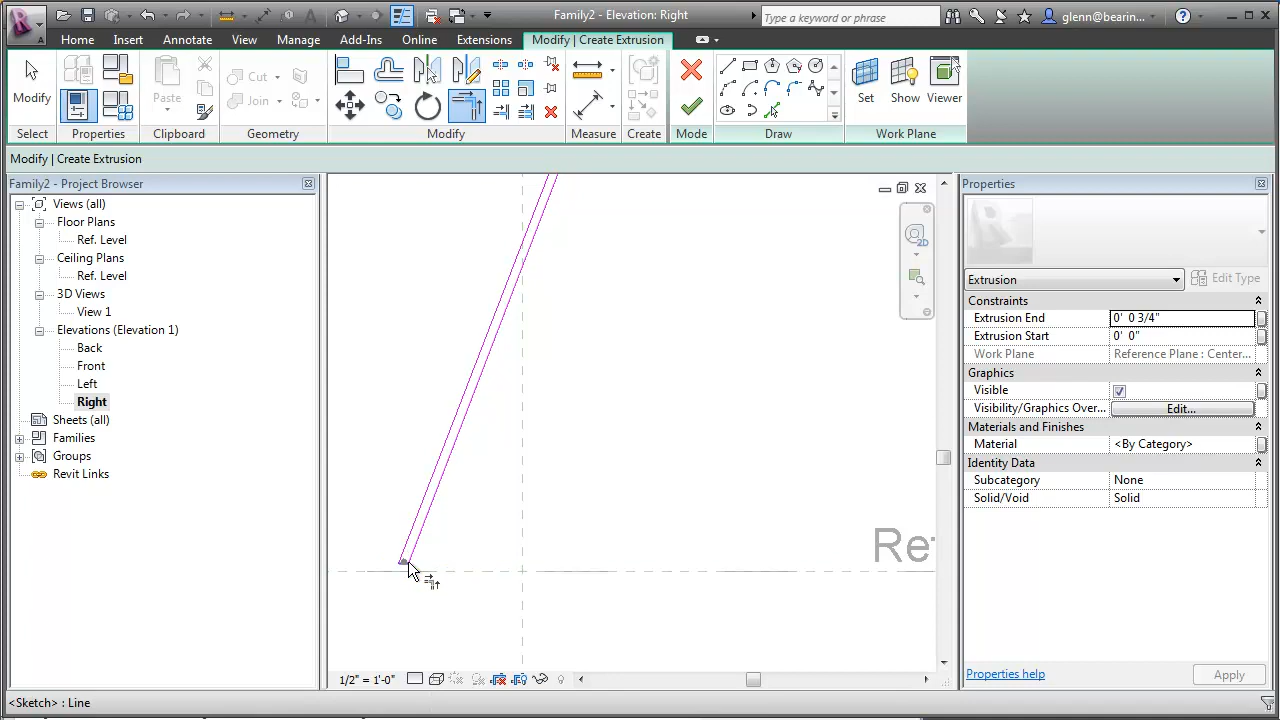 Family2 - Elevation: Right
Type a keyword or phrase
glenn@bearin...
Home Insert Annotate View Manage Add-Ins Online Extensions Modify | Create Extrusion
Modify
Paste
Cut
Join
Set Show Viewer
Select Properties Clipboard Geometry Modify Measure Create Mode Draw Work Plane
Modify | Create Extrusion
Family2 - Project Browser
Views (all)
Floor Plans
Ref. Level
Ceiling Plans
Ref. Level
3D Views
View 1
Elevations (Elevation 1)
Back
Front
Left
Right
Sheets (all)
Families
Groups
Revit Links
2D
Ref
1/2" = 1'-0"
Properties
Extrusion
Edit Type
Constraints
Extrusion End 0' 0 3/4"
Extrusion Start 0' 0"
Work Plane Reference Plane : Center...
Graphics
Visible
Visibility/Graphics Over... Edit...
Materials and Finishes
Material <By Category>
Identity Data
Subcategory None
Solid/Void Solid
Properties help
Apply
<Sketch> : Line